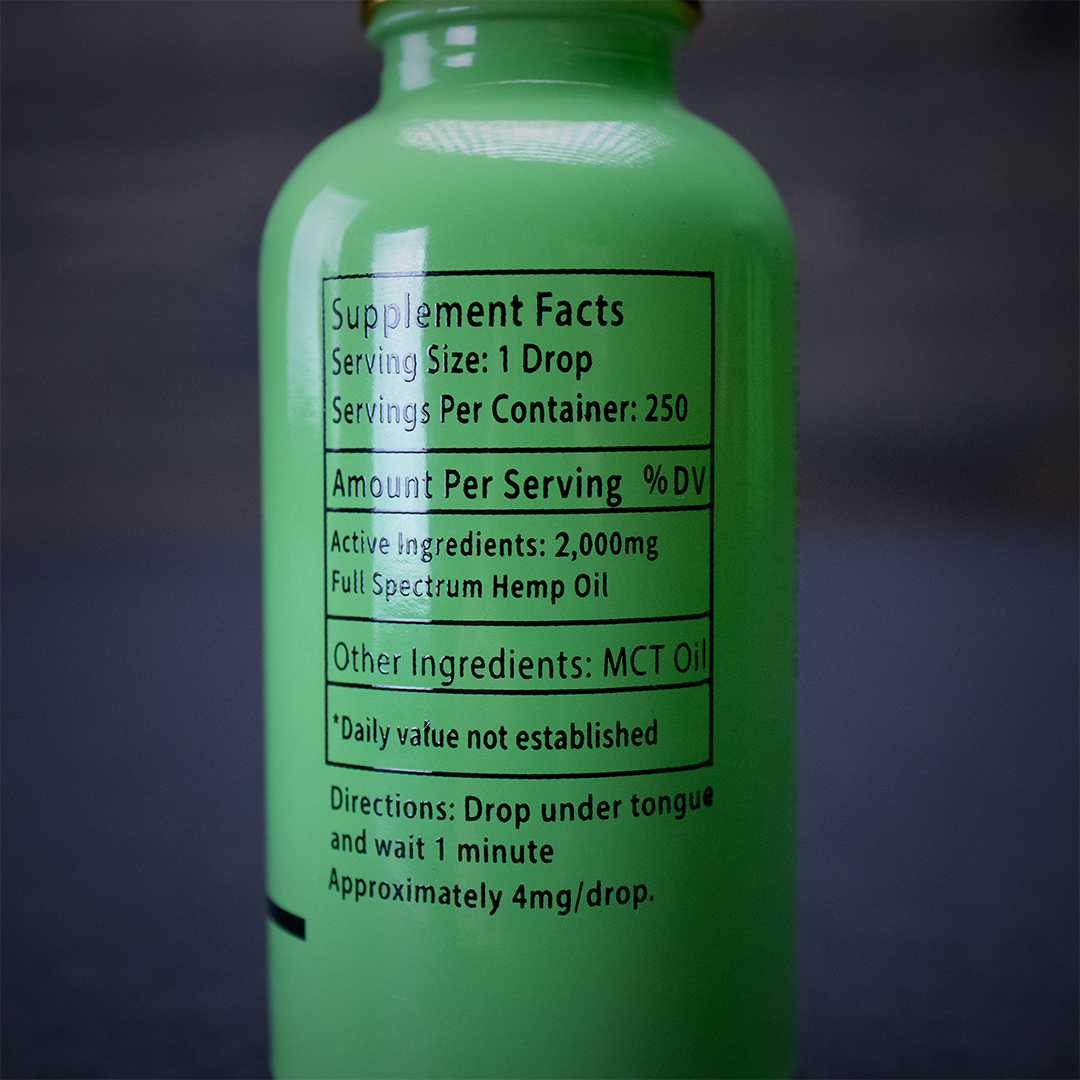 Supplement Facts
Serving Size: 1 Drop
Servings Per Container: 250
Amount Per Serving %DV
Active Ingredients: 2,000mg
Full Spectrum Hemp Oil
Other Ingredients: MCT Oil
*Daily value not established
Directions: Drop under tongue
and wait 1 minute
Approximately 4mg/drop.